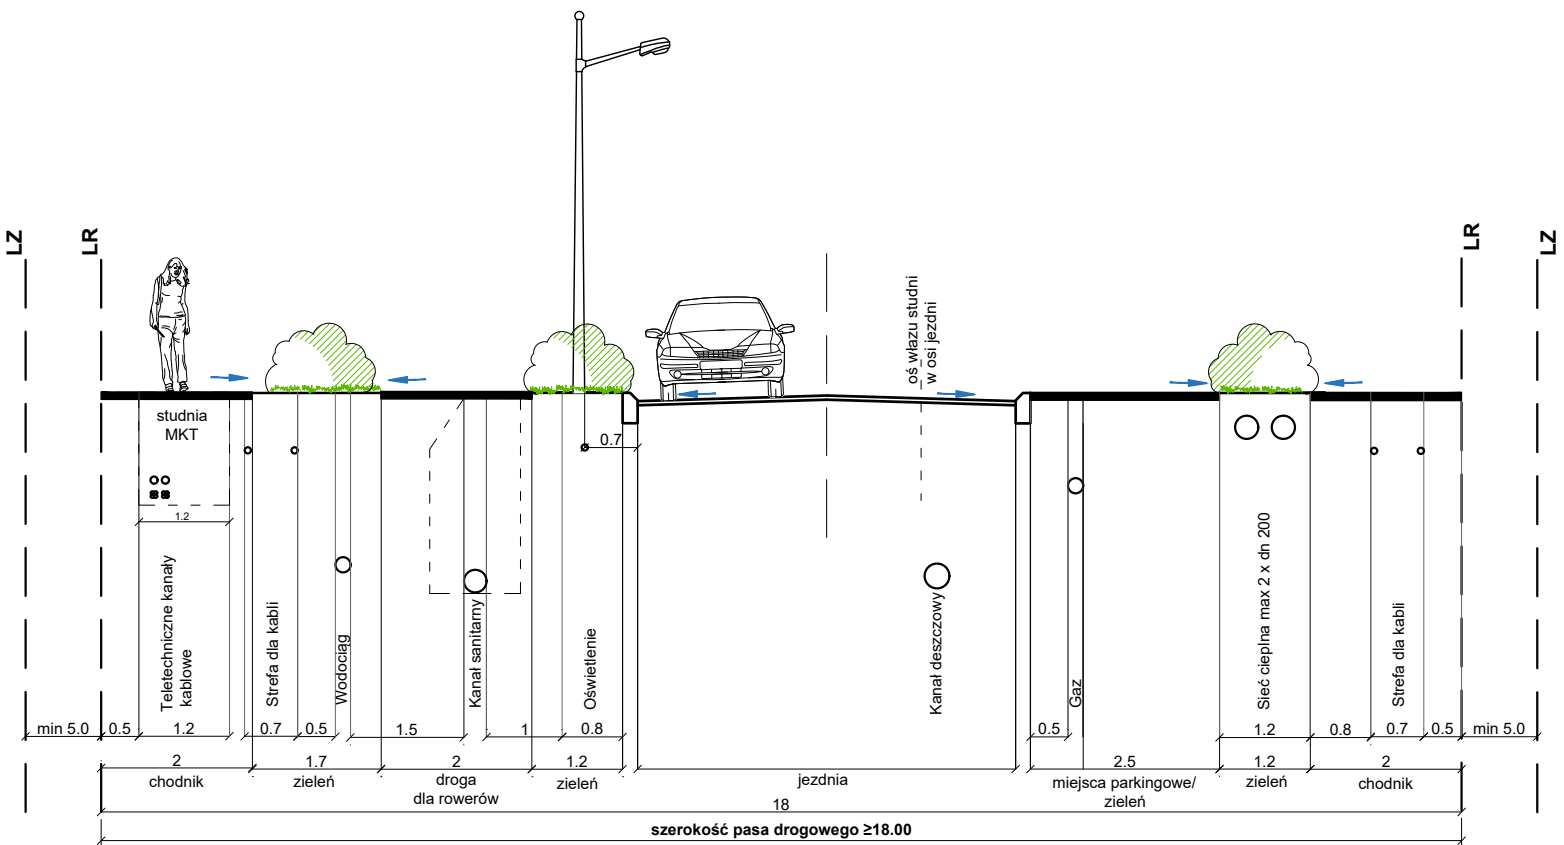 LZ
LR
LR
LZ
oś włazu studni
w osi jezdni
studnia
MKT
0.7
1.2
Teletechniczne kanały
kablowe
Strefa dla kabli
Wodociąg
Kanał sanitarny
Oświetlenie
Kanał deszczowy
Gaz
Sieć cieplna max 2 x dn 200
Strefa dla kabli
min 5.0
0.5
1.2
0.7
0.5
1.5
1
0.8
0.5
1.2
0.8
0.7
0.5
min 5.0
2
1.7
2
1.2
2.5
1.2
2
chodnik
zieleń
droga
dla rowerów
zieleń
jezdnia
miejsca parkingowe/
zieleń
zieleń
chodnik
18
szerokość pasa drogowego ≥18.00